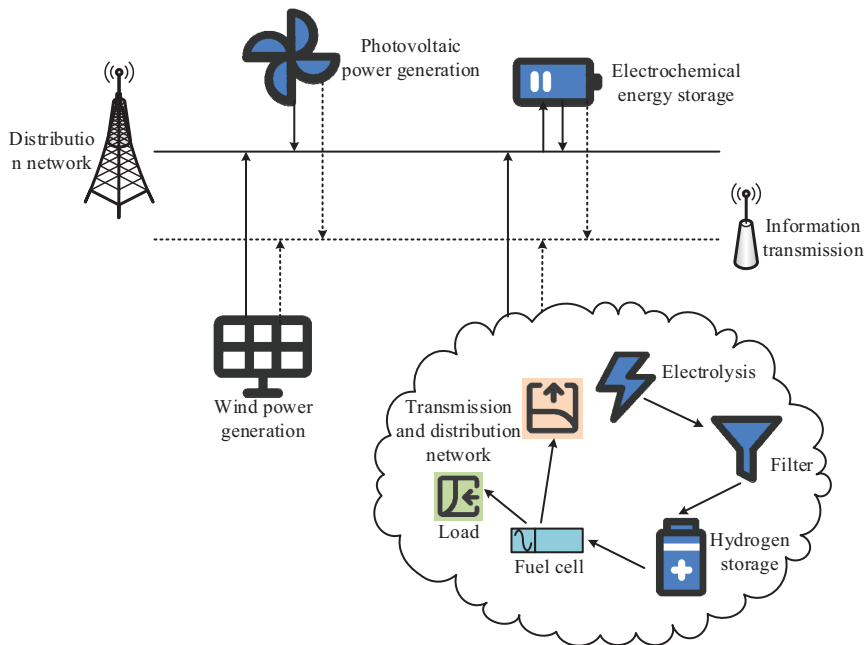 Photovoltaic
power generation
Electrochemical
energy storage
Distributio
n network
Information
transmission
Wind power
generation
Electrolysis
Transmission
and distribution
network
Filter
Load
Fuel cell
Hydrogen
storage